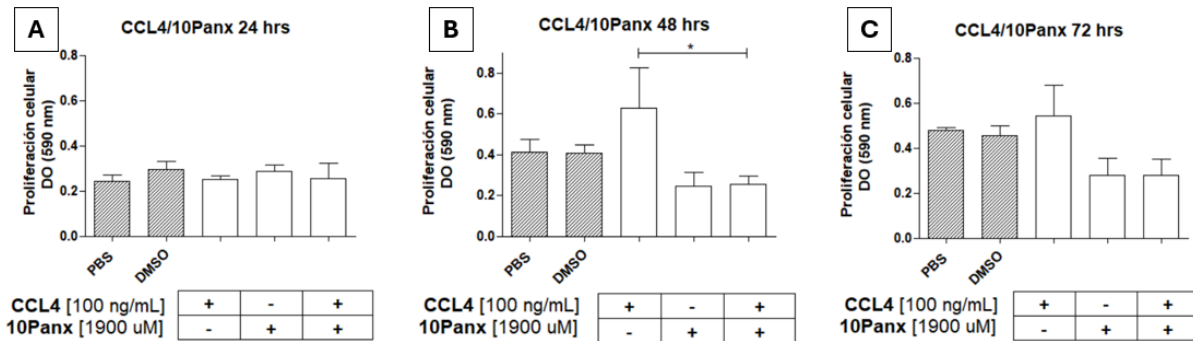 A
CCL4/10Panx 24 hrs
Proliferación celular
DO (590 nm)
0.8
0.6
0.4
0.2
0.0
PBS
DMSO
CCL4 [100 ng/mL] + - +
10Panx [1900 uM] - + +
B
CCL4/10Panx 48 hrs
Proliferación celular
DO (590 nm)
0.8
0.6
0.4
0.2
0.0
*
PBS
DMSO
CCL4 [100 ng/mL] + - +
10Panx [1900 uM] - + +
C
CCL4/10Panx 72 hrs
Proliferación celular
DO (590 nm)
0.8
0.6
0.4
0.2
0.0
PBS
DMSO
CCL4 [100 ng/mL] + - +
10Panx [1900 uM] - + +